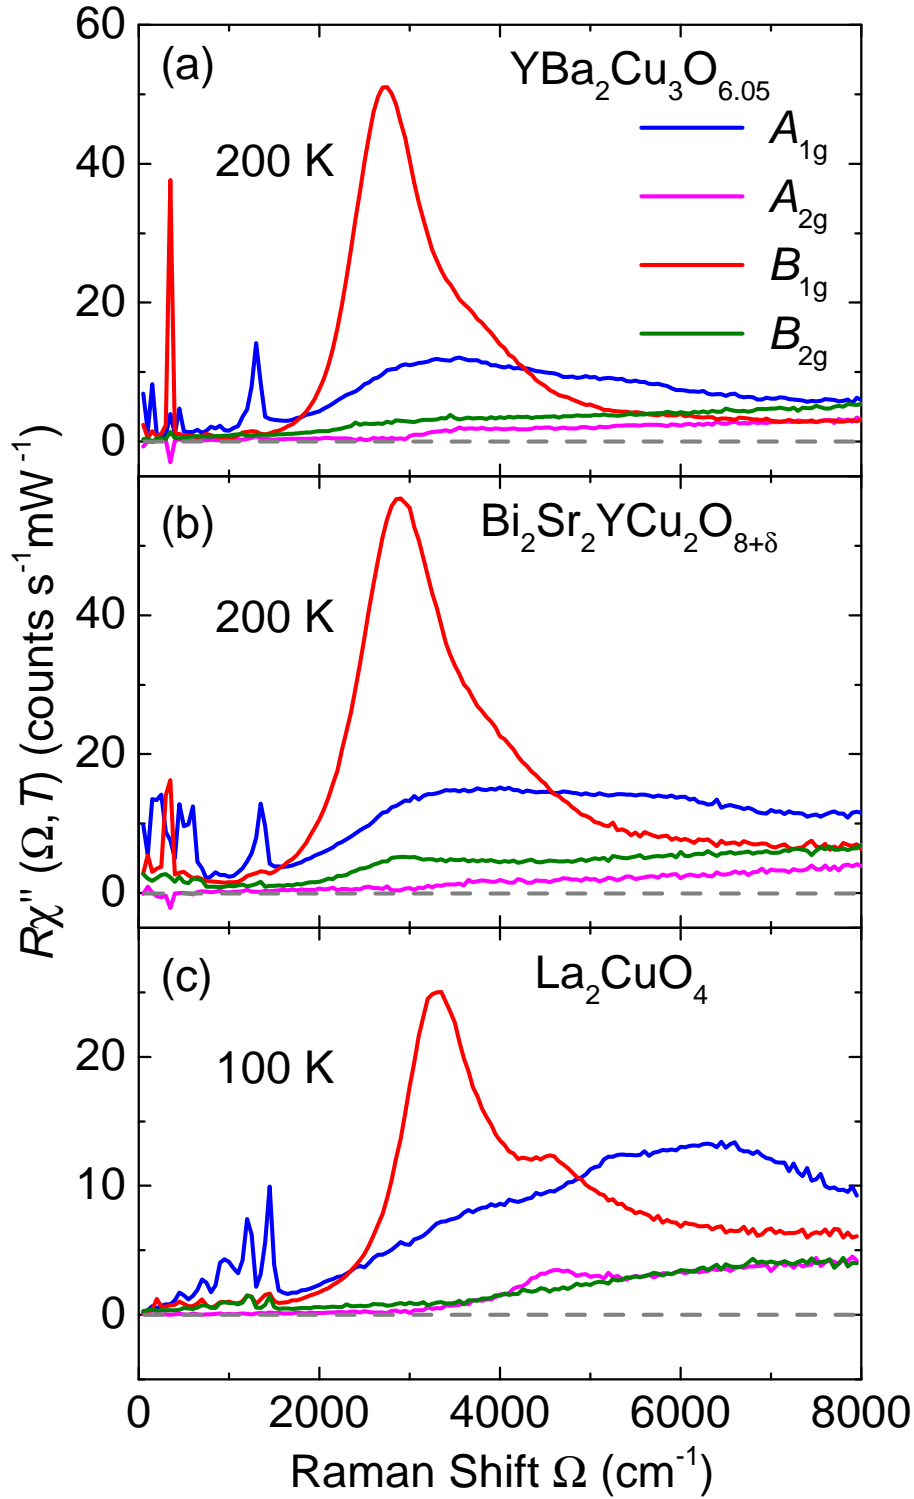 60
(a)
YBa₂Cu₃O₆.₀₅
A₁g
200 K
40
A₂g
B₁g
20
B₂g
0
(b)
Bi₂Sr₂YCu₂O₈₊δ
200 K
40
20
0
Rχ'' (Ω, T) (counts s⁻¹mW⁻¹)
(c)
La₂CuO₄
100 K
20
10
0
0 2000 4000 6000 8000
Raman Shift Ω (cm⁻¹)